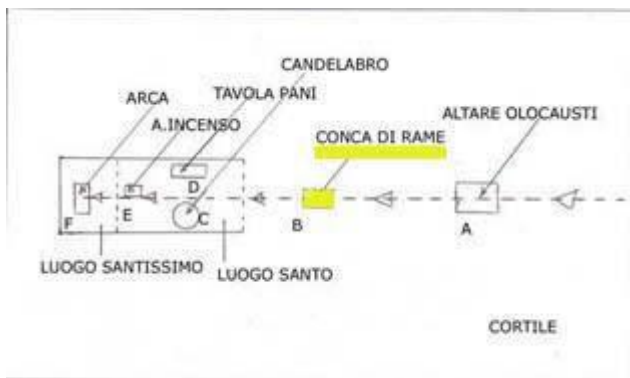 CANDELABRO
ARCA
TAVOLA PANI
A.INCENSO
ALTARE OLOCAUSTI
CONCA DI RAME
D
F
E
C
B
A
LUOGO SANTISSIMO
LUOGO SANTO
CORTILE